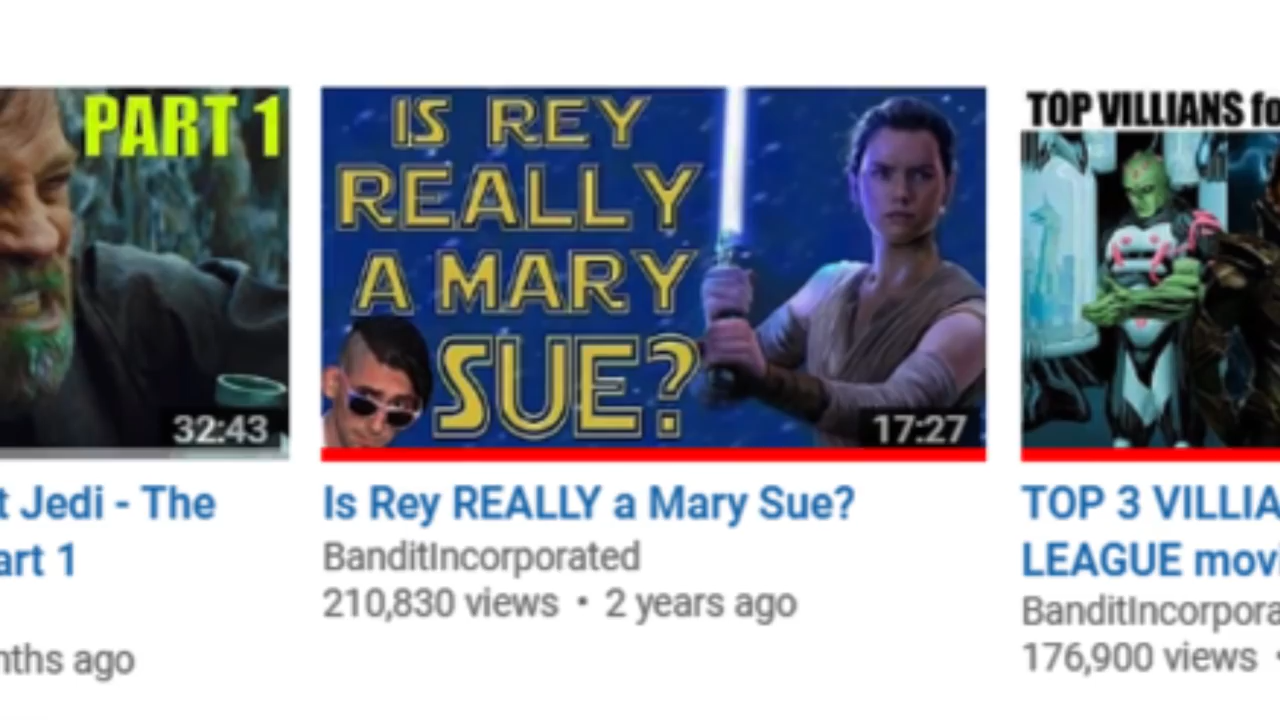 PART 1
32:43
t Jedi - The
art 1
nths ago
IS REY
REALLY
A MARY
SUE?
17:27
Is Rey REALLY a Mary Sue?
BanditIncorporated
210,830 views • 2 years ago
TOP VILLIANS fo
TOP 3 VILLIA
LEAGUE movi
BanditIncorpora
176,900 views •